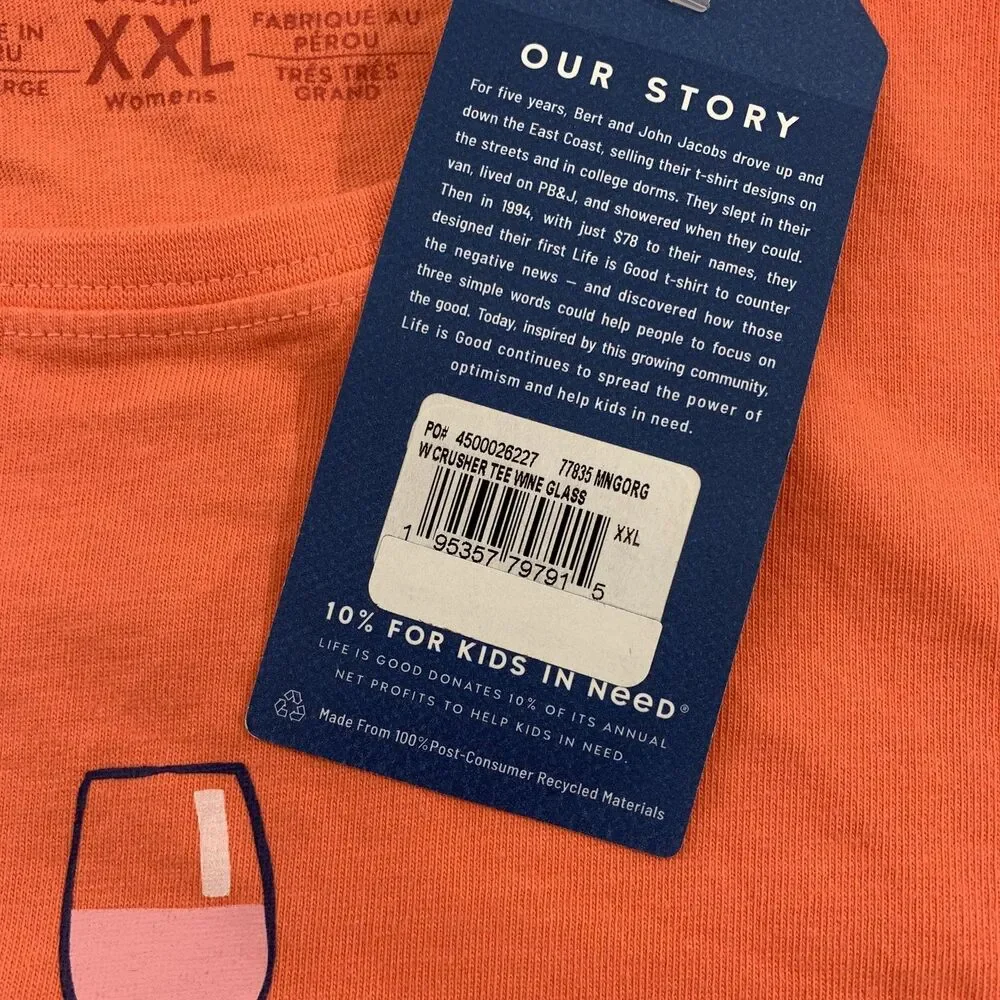 XXL
Womens
FABRIQUÉ AU
PÉROU
TRÉS TRÉS
GRAND
OUR STORY
For five years, Bert and John Jacobs drove up and
down the East Coast, selling their t-shirt designs on
the streets and in college dorms. They slept in their
van, lived on PB&J, and showered when they could.
Then in 1994, with just $78 to their names, they
designed their first Life is Good t-shirt to counter
the negative news – and discovered how those
three simple words could help people to focus on
the good. Today, inspired by this growing community,
Life is Good continues to spread the power of
optimism and help kids in need.
PO# 4500026227 77835 MNGORG
W CRUSHER TEE WINE GLASS
XXL
1 95357 79791 5
10% FOR KIDS IN NeeD®
LIFE IS GOOD DONATES 10% OF ITS ANNUAL
NET PROFITS TO HELP KIDS IN NEED.
Made From 100%Post-Consumer Recycled Materials